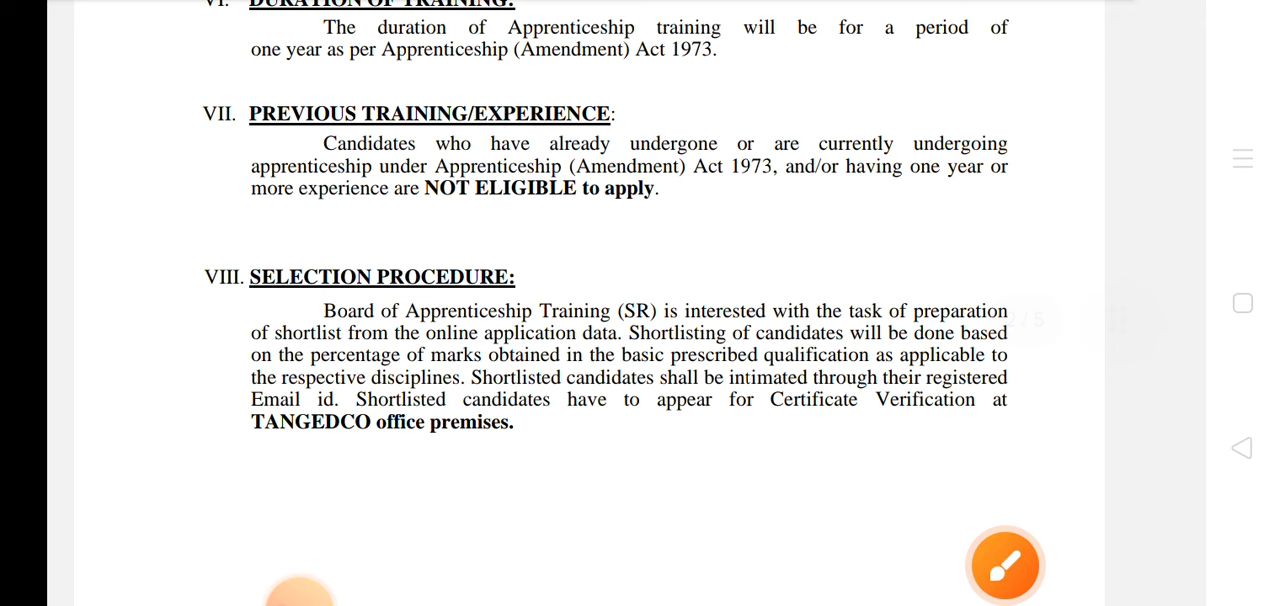 VI. DURATION OF TRAINING:
The duration of Apprenticeship training will be for a period of
one year as per Apprenticeship (Amendment) Act 1973.
VII. PREVIOUS TRAINING/EXPERIENCE:
Candidates who have already undergone or are currently undergoing
apprenticeship under Apprenticeship (Amendment) Act 1973, and/or having one year or
more experience are NOT ELIGIBLE to apply.
VIII. SELECTION PROCEDURE:
Board of Apprenticeship Training (SR) is interested with the task of preparation
of shortlist from the online application data. Shortlisting of candidates will be done based
on the percentage of marks obtained in the basic prescribed qualification as applicable to
the respective disciplines. Shortlisted candidates shall be intimated through their registered
Email id. Shortlisted candidates have to appear for Certificate Verification at
TANGEDCO office premises.
2/5